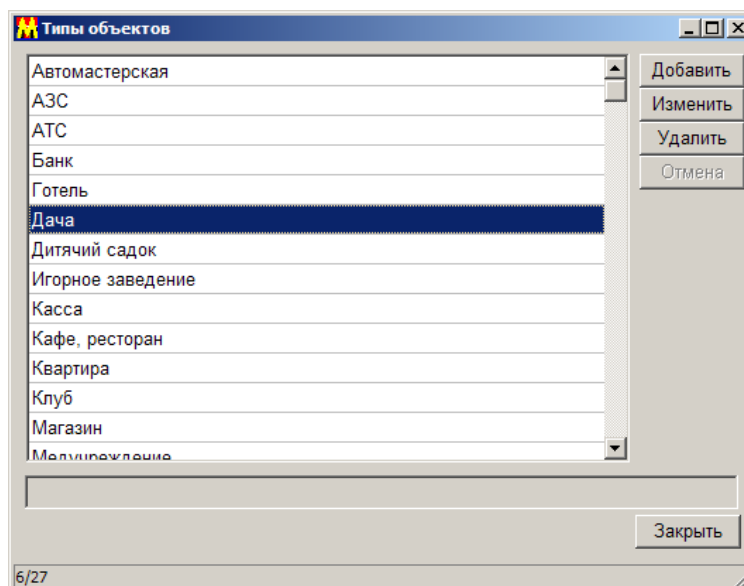 Типы объектов
Автомастерская
АЗС
АТС
Банк
Готель
Дача
Дитячий садок
Игорное заведение
Касса
Кафе, ресторан
Квартира
Клуб
Магазин
Медучреждение
Добавить
Изменить
Удалить
Отмена
Закрыть
6/27